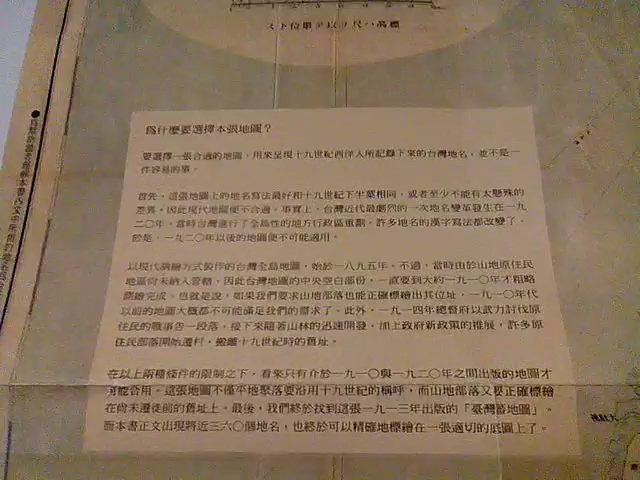 為什麼要選擇本張地圖？
要選擇一張合適的地圖，用來呈現十九世紀西洋人所記錄下來的台灣地名，並不是一
件容易的事。
首先，這張地圖上的地名寫法最好和十九世紀下半葉相同，或者至少不能有太懸殊的
差異。因此現代地圖便不合適。事實上，台灣近代最劇烈的一次地名變革發生在一九
二〇年，當時台灣進行了全島性的地方行政區重劃，許多地名的漢字寫法都改變了。
於是，一九二〇年以後的地圖便不可能適用。
以現代測繪方式製作的台灣全島地圖，始於一八九五年。不過，當時由於山地原住民
地區尚未納入管轄，因此台灣地圖的中央空白部份，一直要到大約一九一〇年才粗略
測繪完成。也就是說，如果我們要求山地部落也能正確標繪出其位址，一九一〇年代
以前的地圖大概都不可能滿足我們的需求了。此外，一九一四年總督府以武力討伐原
住民的戰事告一段落，接下來隨著山林的迅速開發，加上政府新政策的推展，許多原
住民部落開始遷村，搬離十九世紀時的舊址。
在以上兩種條件的限制之下，看來只有介於一九一〇與一九二〇年之間出版的地圖才
可能合用。這張地圖不僅平地聚落要沿用十九世紀的稱呼，而山地部落又要正確標繪
在尚未遷徙前的舊址上。最後，我們終於找到這張一九一三年出版的「臺灣蕃地圖」。
而本書正文出現將近三六〇個地名，也終於可以精確地標繪在一張適切的底圖上了。